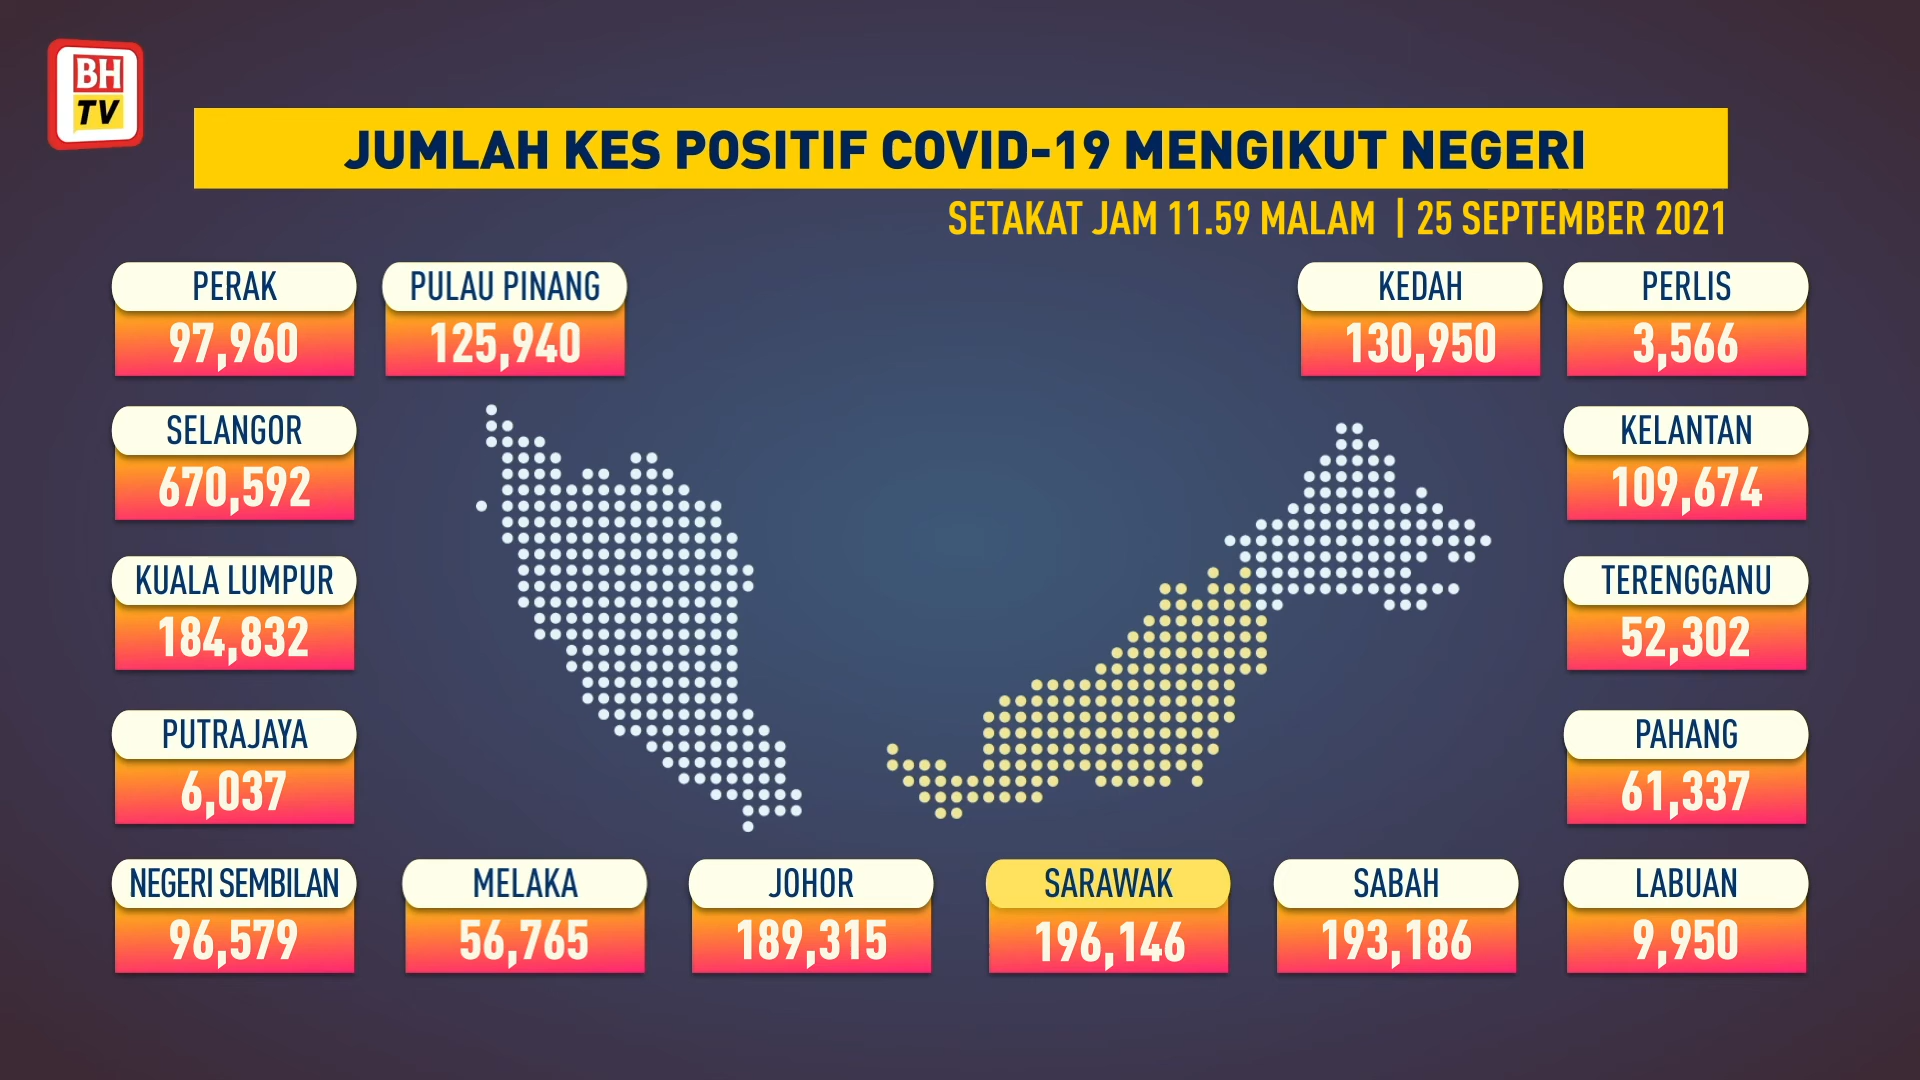 BH
TV
JUMLAH KES POSITIF COVID-19 MENGIKUT NEGERI
SETAKAT JAM 11.59 MALAM | 25 SEPTEMBER 2021
PERAK
97,960
PULAU PINANG
125,940
KEDAH
130,950
PERLIS
3,566
SELANGOR
670,592
KELANTAN
109,674
KUALA LUMPUR
184,832
TERENGGANU
52,302
PUTRAJAYA
6,037
PAHANG
61,337
NEGERI SEMBILAN
96,579
MELAKA
56,765
JOHOR
189,315
SARAWAK
196,146
SABAH
193,186
LABUAN
9,950